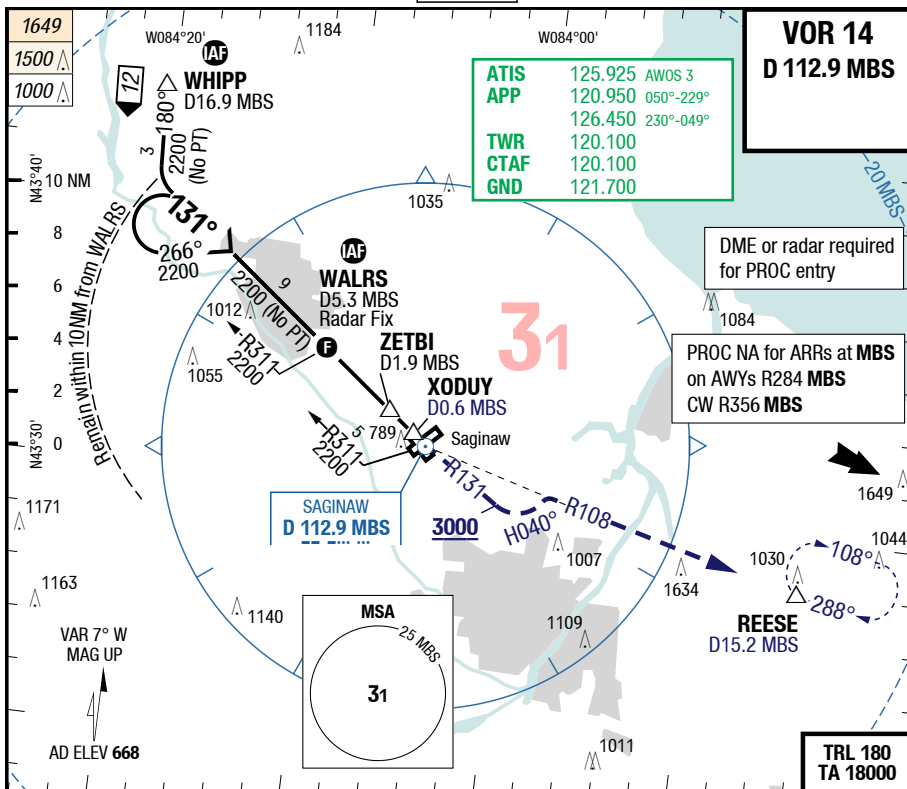 1649
1500
1000
W084°20'
1184
W084°00'
VOR 14
D 112.9 MBS
ATIS 125.925 AWOS 3
APP 120.950 050°-229°
126.450 230°-049°
TWR 120.100
CTAF 120.100
GND 121.700
IAF
WHIPP
D16.9 MBS
12
180°
2200
(No PT)
3
N43°40'
10 NM
8
6
4
2
0
N43°30'
1035
20 MBS
131°
266°
2200
Remain within 10NM from WALRS
IAF
WALRS
D5.3 MBS
Radar Fix
9
2200 (No PT)
1012
1055
R311
2200
F
ZETBI
D1.9 MBS
31
DME or radar required
for PROC entry
1084
PROC NA for ARRs at MBS
on AWYs R284 MBS
CW R356 MBS
XODUY
D0.6 MBS
5
789
Saginaw
R311
2200
R131
SAGINAW
D 112.9 MBS
3000
H040°
R108
1649
1171
1163
1007
1634
1030
1044
108°
288°
REESE
D15.2 MBS
1140
1109
MSA
25 MBS
31
VAR 7° W
MAG UP
AD ELEV 668
1011
TRL 180
TA 18000